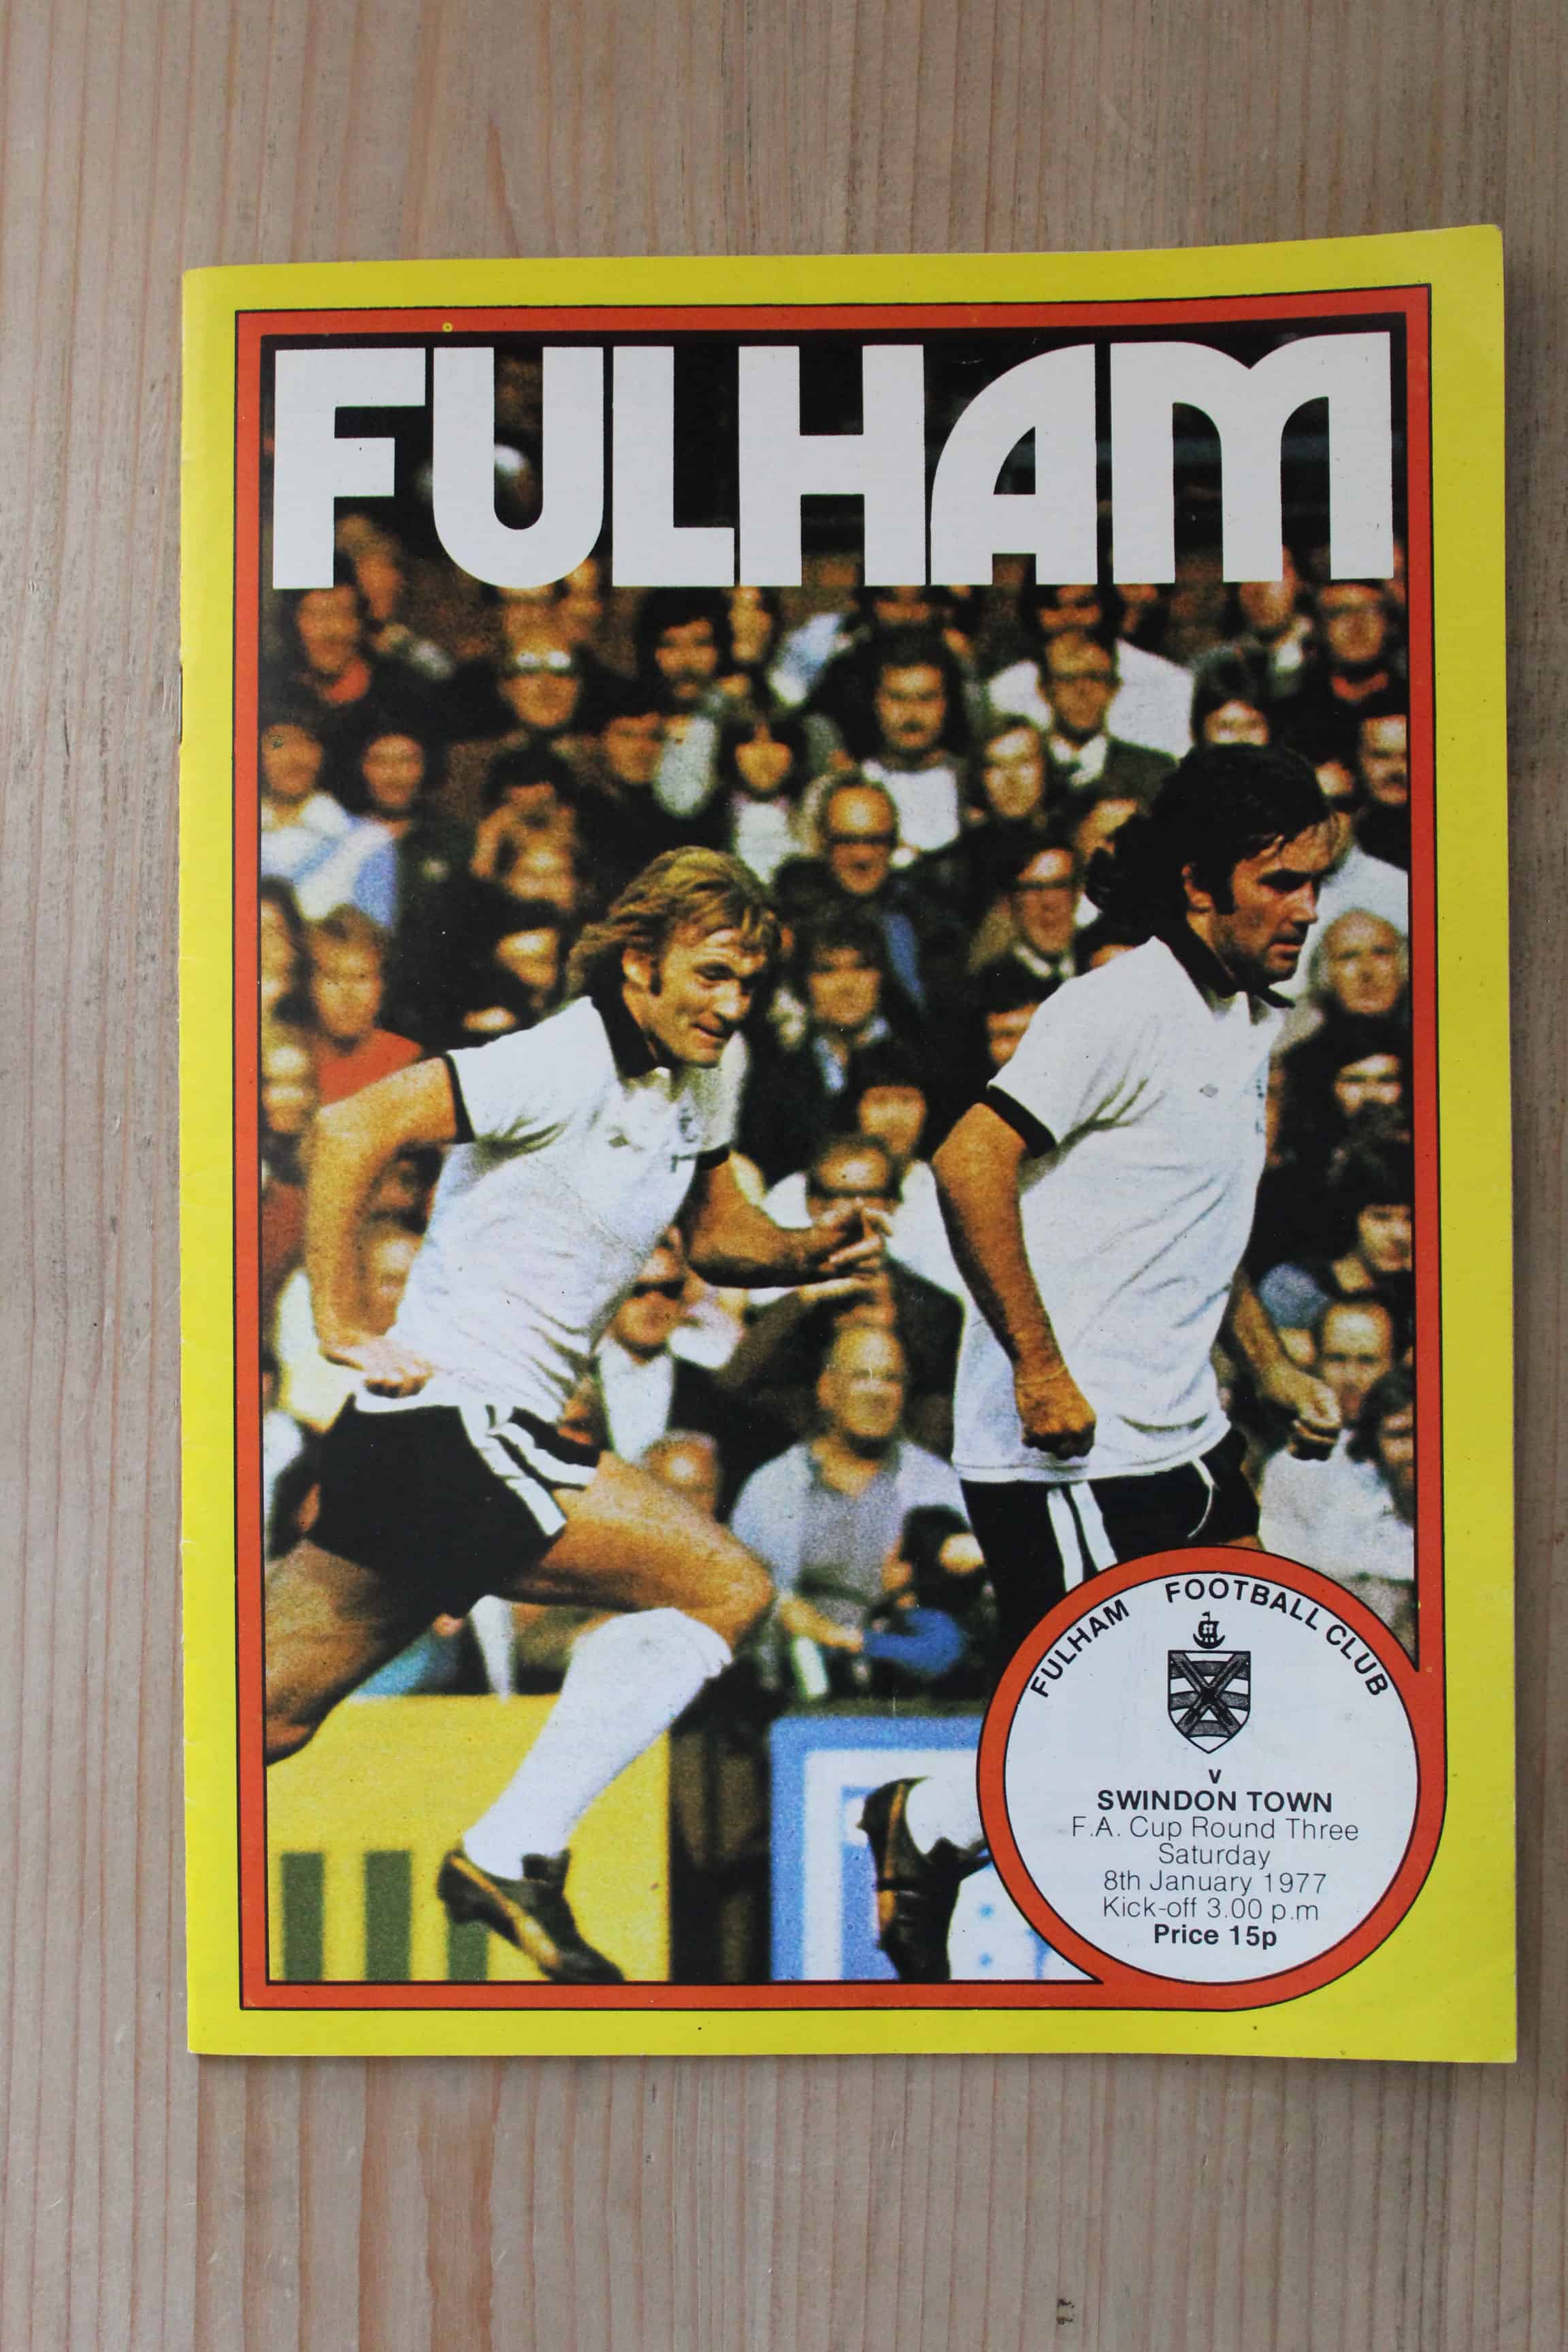 FULHAM
FULHAM FOOTBALL CLUB
v
SWINDON TOWN
F.A. Cup Round Three
Saturday
8th January 1977
Kick-off 3.00 p.m
Price 15p